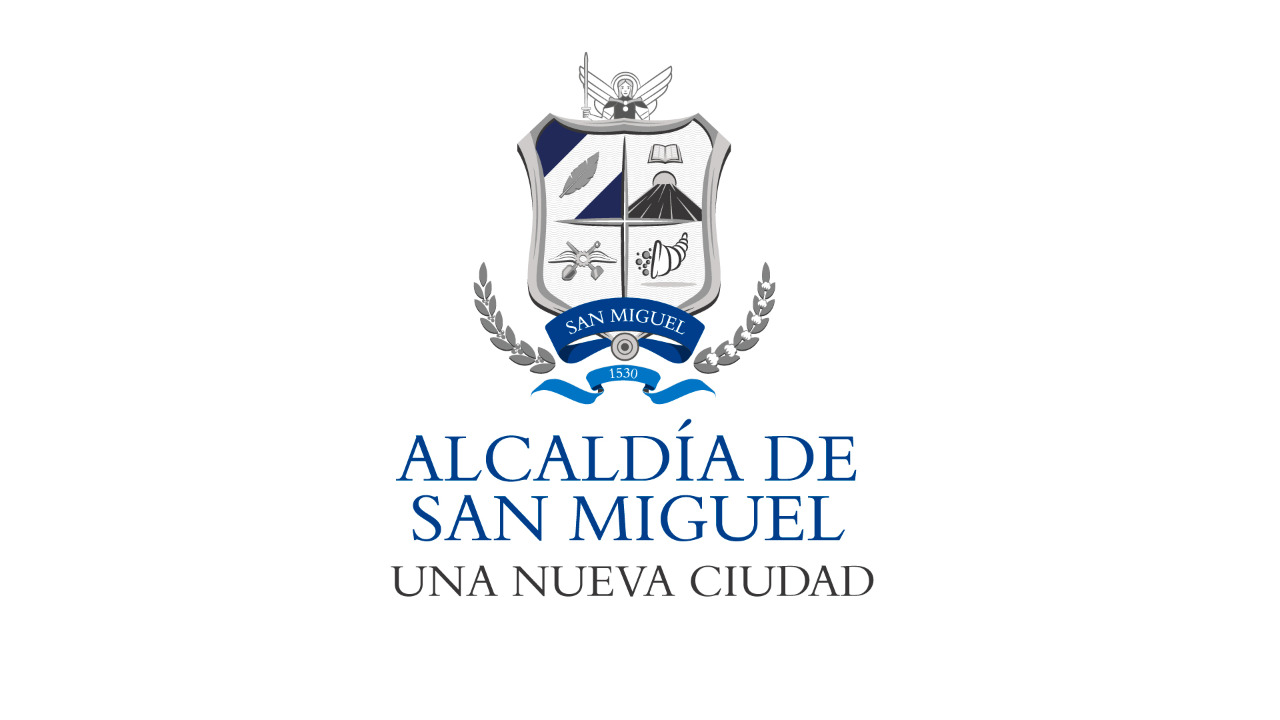 SAN MIGUEL
1530
ALCALDÍA DE
SAN MIGUEL
UNA NUEVA CIUDAD